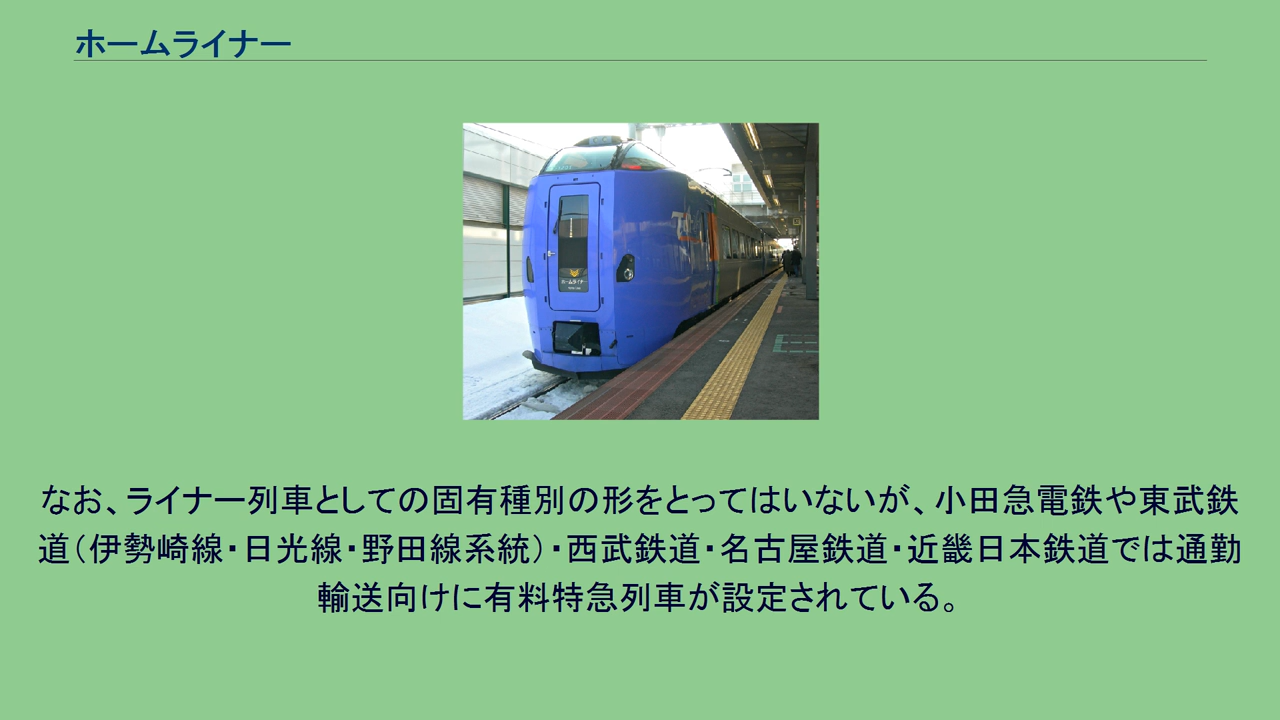 ホームライナー
ホームライナー
なお、ライナー列車としての固有種別の形をとってはいないが、小田急電鉄や東武鉄
道(伊勢崎線・日光線・野田線系統)・西武鉄道・名古屋鉄道・近畿日本鉄道では通勤
輸送向けに有料特急列車が設定されている。